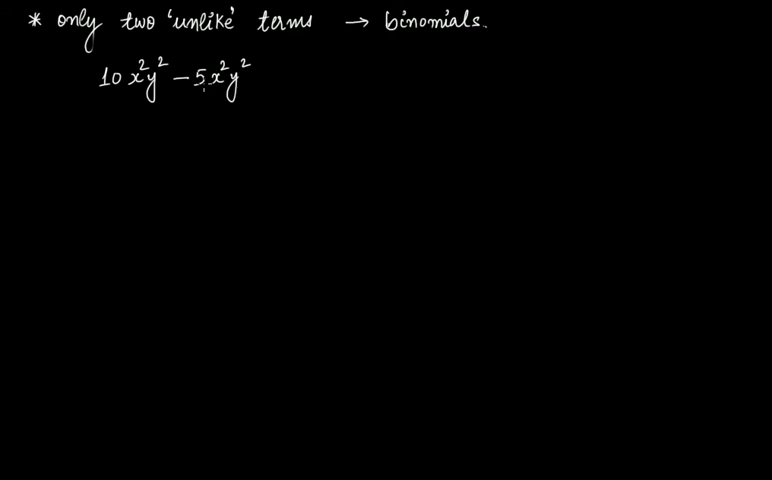 * only two 'unlike' terms → binomials.
10x²y² – 5x²y²